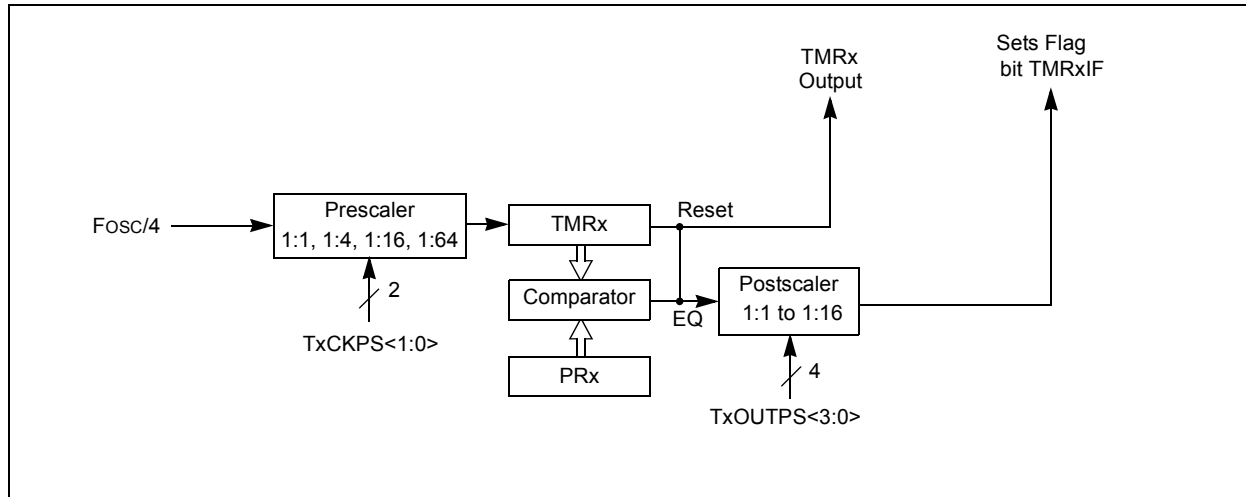 TMRx
Output
Sets Flag
bit TMRxIF
Fosc/4
Prescaler
1:1, 1:4, 1:16, 1:64
2
TxCKPS<1:0>
TMRx
Reset
Comparator
EQ
PRx
Postscaler
1:1 to 1:16
4
TxOUTPS<3:0>